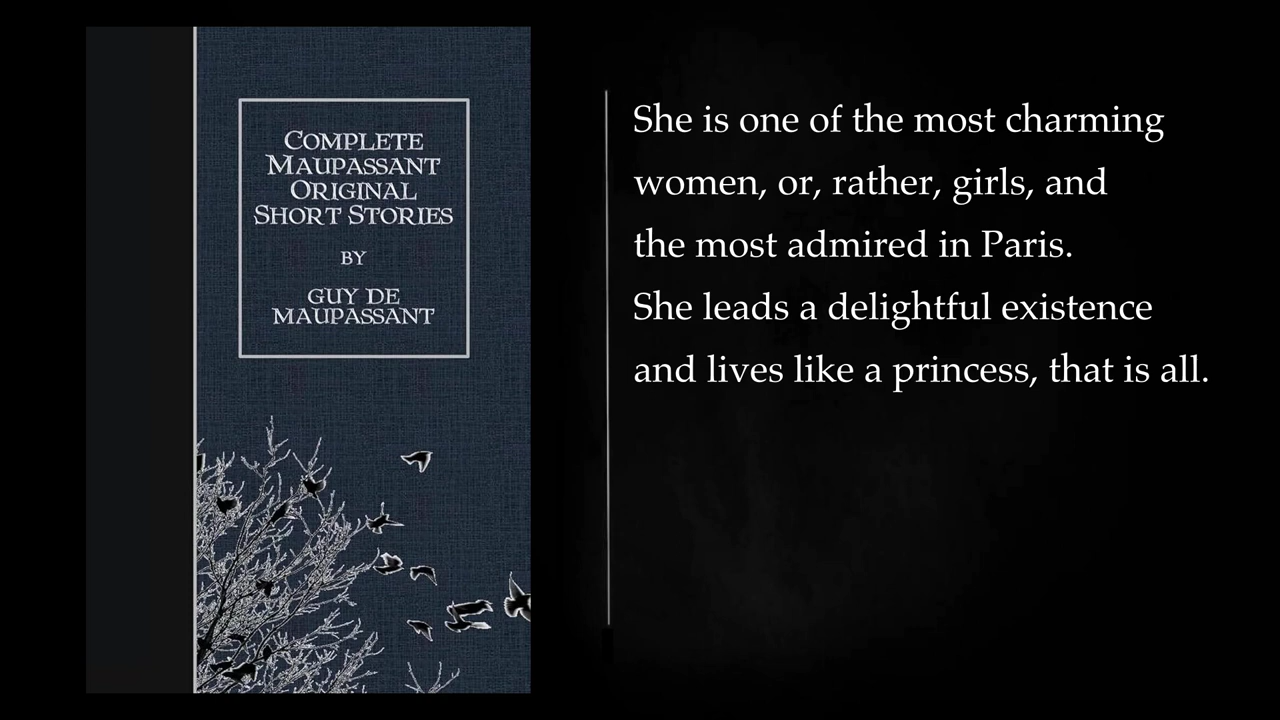 COMPLETE
MAUPASSANT
ORIGINAL
SHORT STORIES
BY
GUY DE
MAUPASSANT
She is one of the most charming
women, or, rather, girls, and
the most admired in Paris.
She leads a delightful existence
and lives like a princess, that is all.